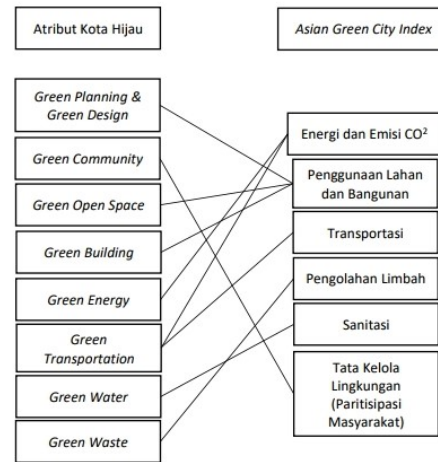 Atribut Kota Hijau
Asian Green City Index
Green Planning &
Green Design
Green Community
Green Open Space
Green Building
Green Energy
Green
Transportation
Green Water
Green Waste
Energi dan Emisi CO²
Penggunaan Lahan
dan Bangunan
Transportasi
Pengolahan Limbah
Sanitasi
Tata Kelola
Lingkungan
(Paritisipasi
Masyarakat)